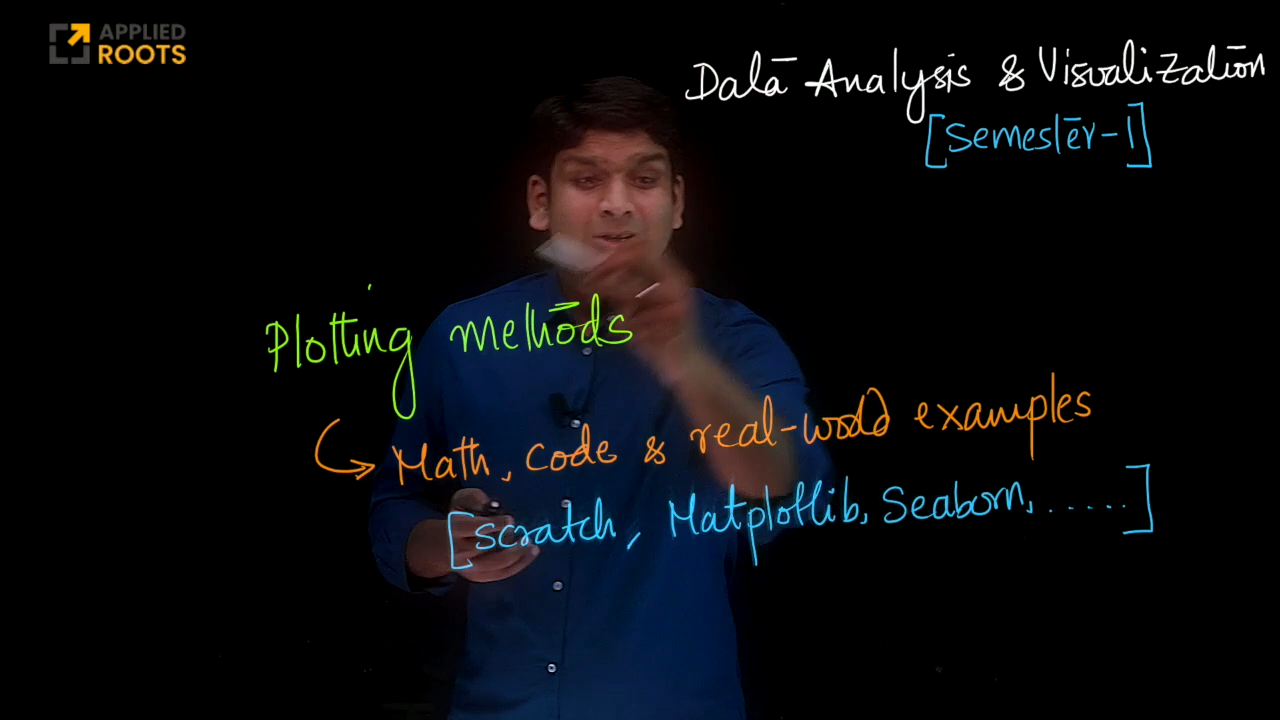 APPLIED
ROOTS
Data Analysis & Visualization
[Semester-1]
Plotting methods
Math, code & real-world examples
[scratch, Matplotlib, Seaborn, ......]